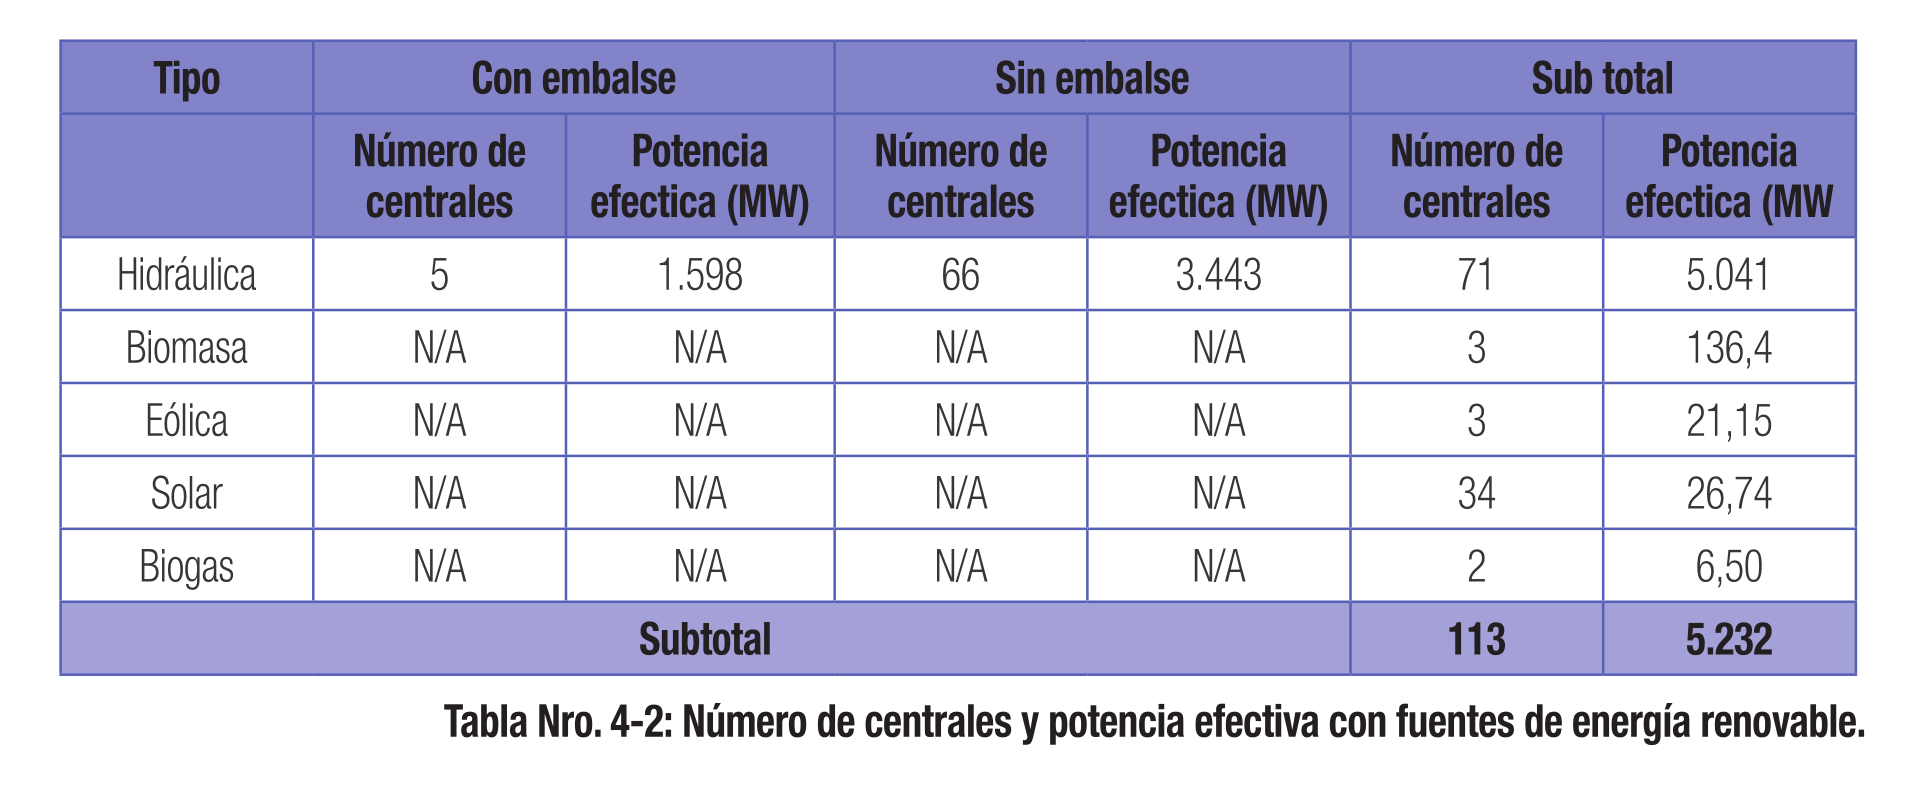 Tipo Con embalse Sin embalse Sub total
Número de centrales Potencia efectica (MW) Número de centrales Potencia efectica (MW) Número de centrales Potencia efectica (MW
Hidráulica 5 1.598 66 3.443 71 5.041
Biomasa N/A N/A N/A N/A 3 136,4
Eólica N/A N/A N/A N/A 3 21,15
Solar N/A N/A N/A N/A 34 26,74
Biogas N/A N/A N/A N/A 2 6,50
Subtotal 113 5.232
Tabla Nro. 4-2: Número de centrales y potencia efectiva con fuentes de energía renovable.